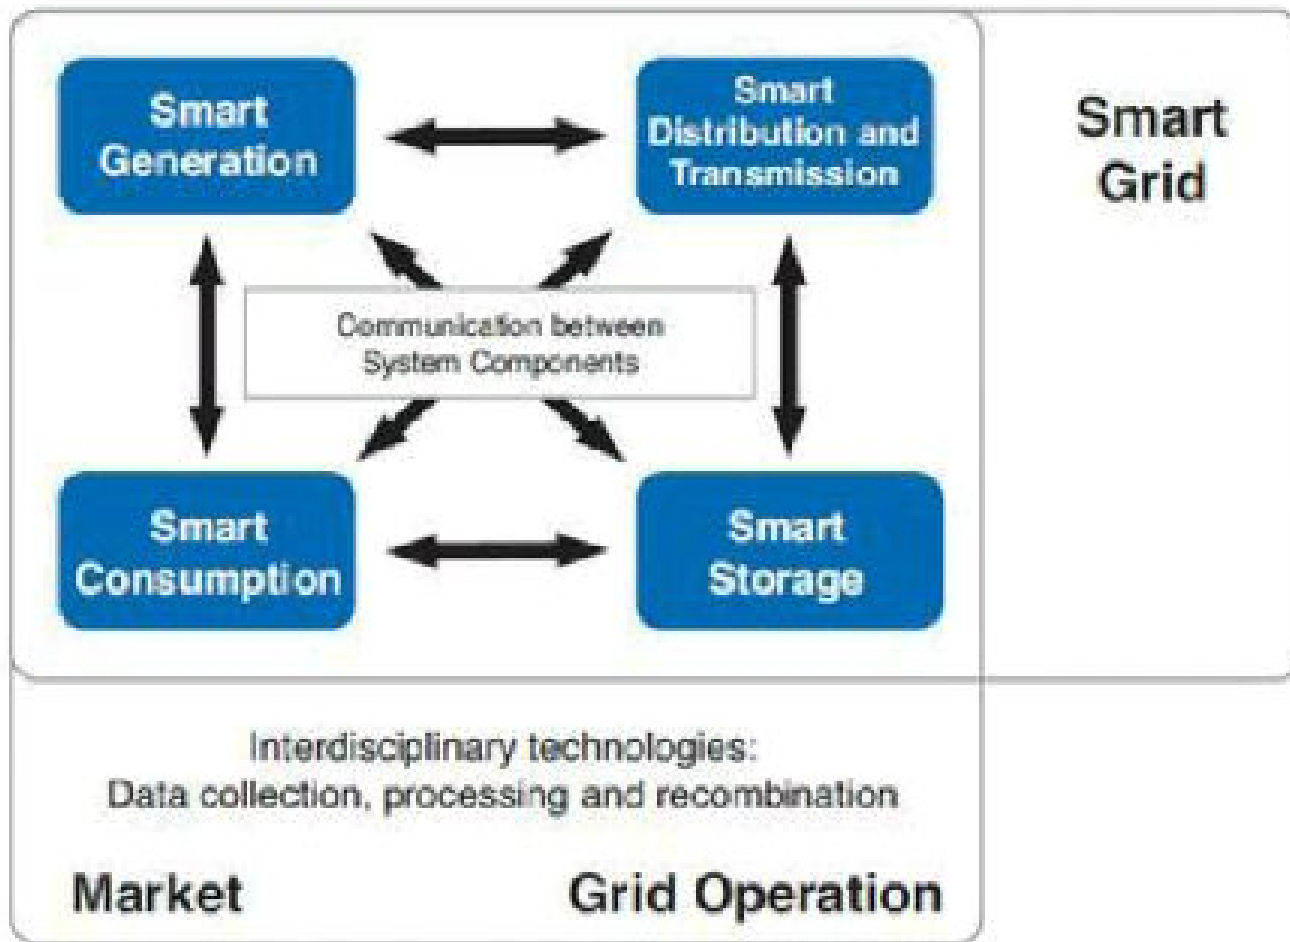 Smart
Generation
Smart
Distribution and
Transmission
Smart
Grid
Communication between
System Components
Smart
Consumption
Smart
Storage
Interdisciplinary technologies:
Data collection, processing and recombination
Market
Grid Operation